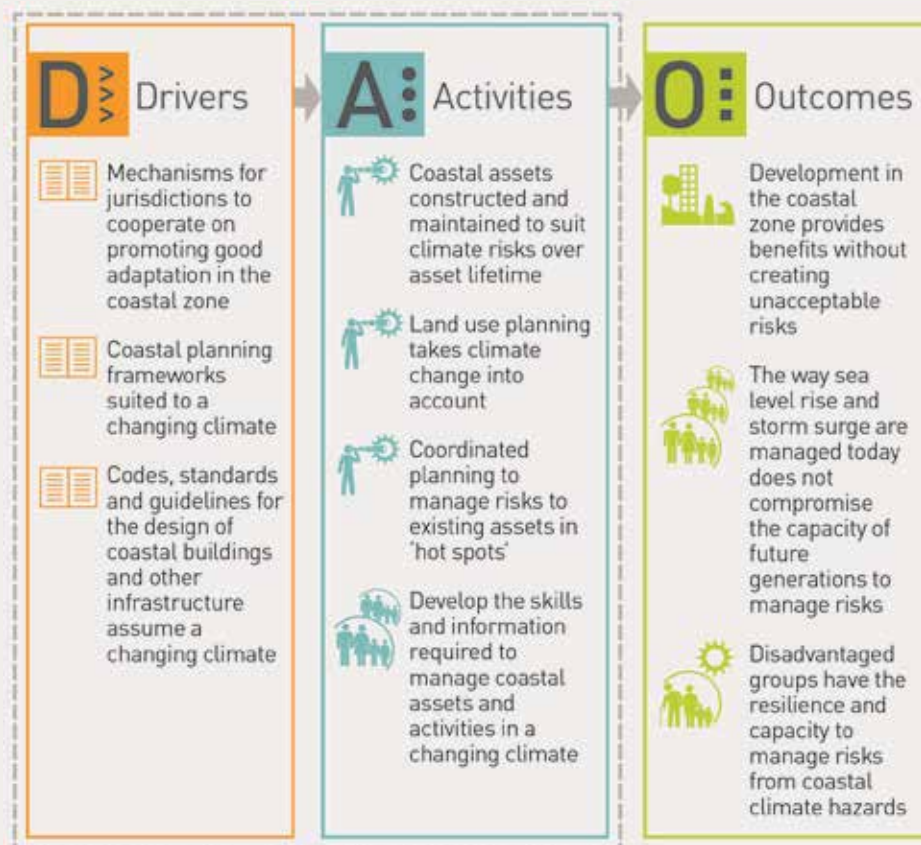 D Drivers
Mechanisms for
jurisdictions to
cooperate on
promoting good
adaptation in the
coastal zone
Coastal planning
frameworks
suited to a
changing climate
Codes, standards
and guidelines for
the design of
coastal buildings
and other
infrastructure
assume a
changing climate
A Activities
Coastal assets
constructed and
maintained to suit
climate risks over
asset lifetime
Land use planning
takes climate
change into
account
Coordinated
planning to
manage risks to
existing assets in
'hot spots'
Develop the skills
and information
required to
manage coastal
assets and
activities in a
changing climate
O Outcomes
Development in
the coastal
zone provides
benefits without
creating
unacceptable
risks
The way sea
level rise and
storm surge are
managed today
does not
compromise
the capacity of
future
generations to
manage risks
Disadvantaged
groups have the
resilience and
capacity to
manage risks
from coastal
climate hazards